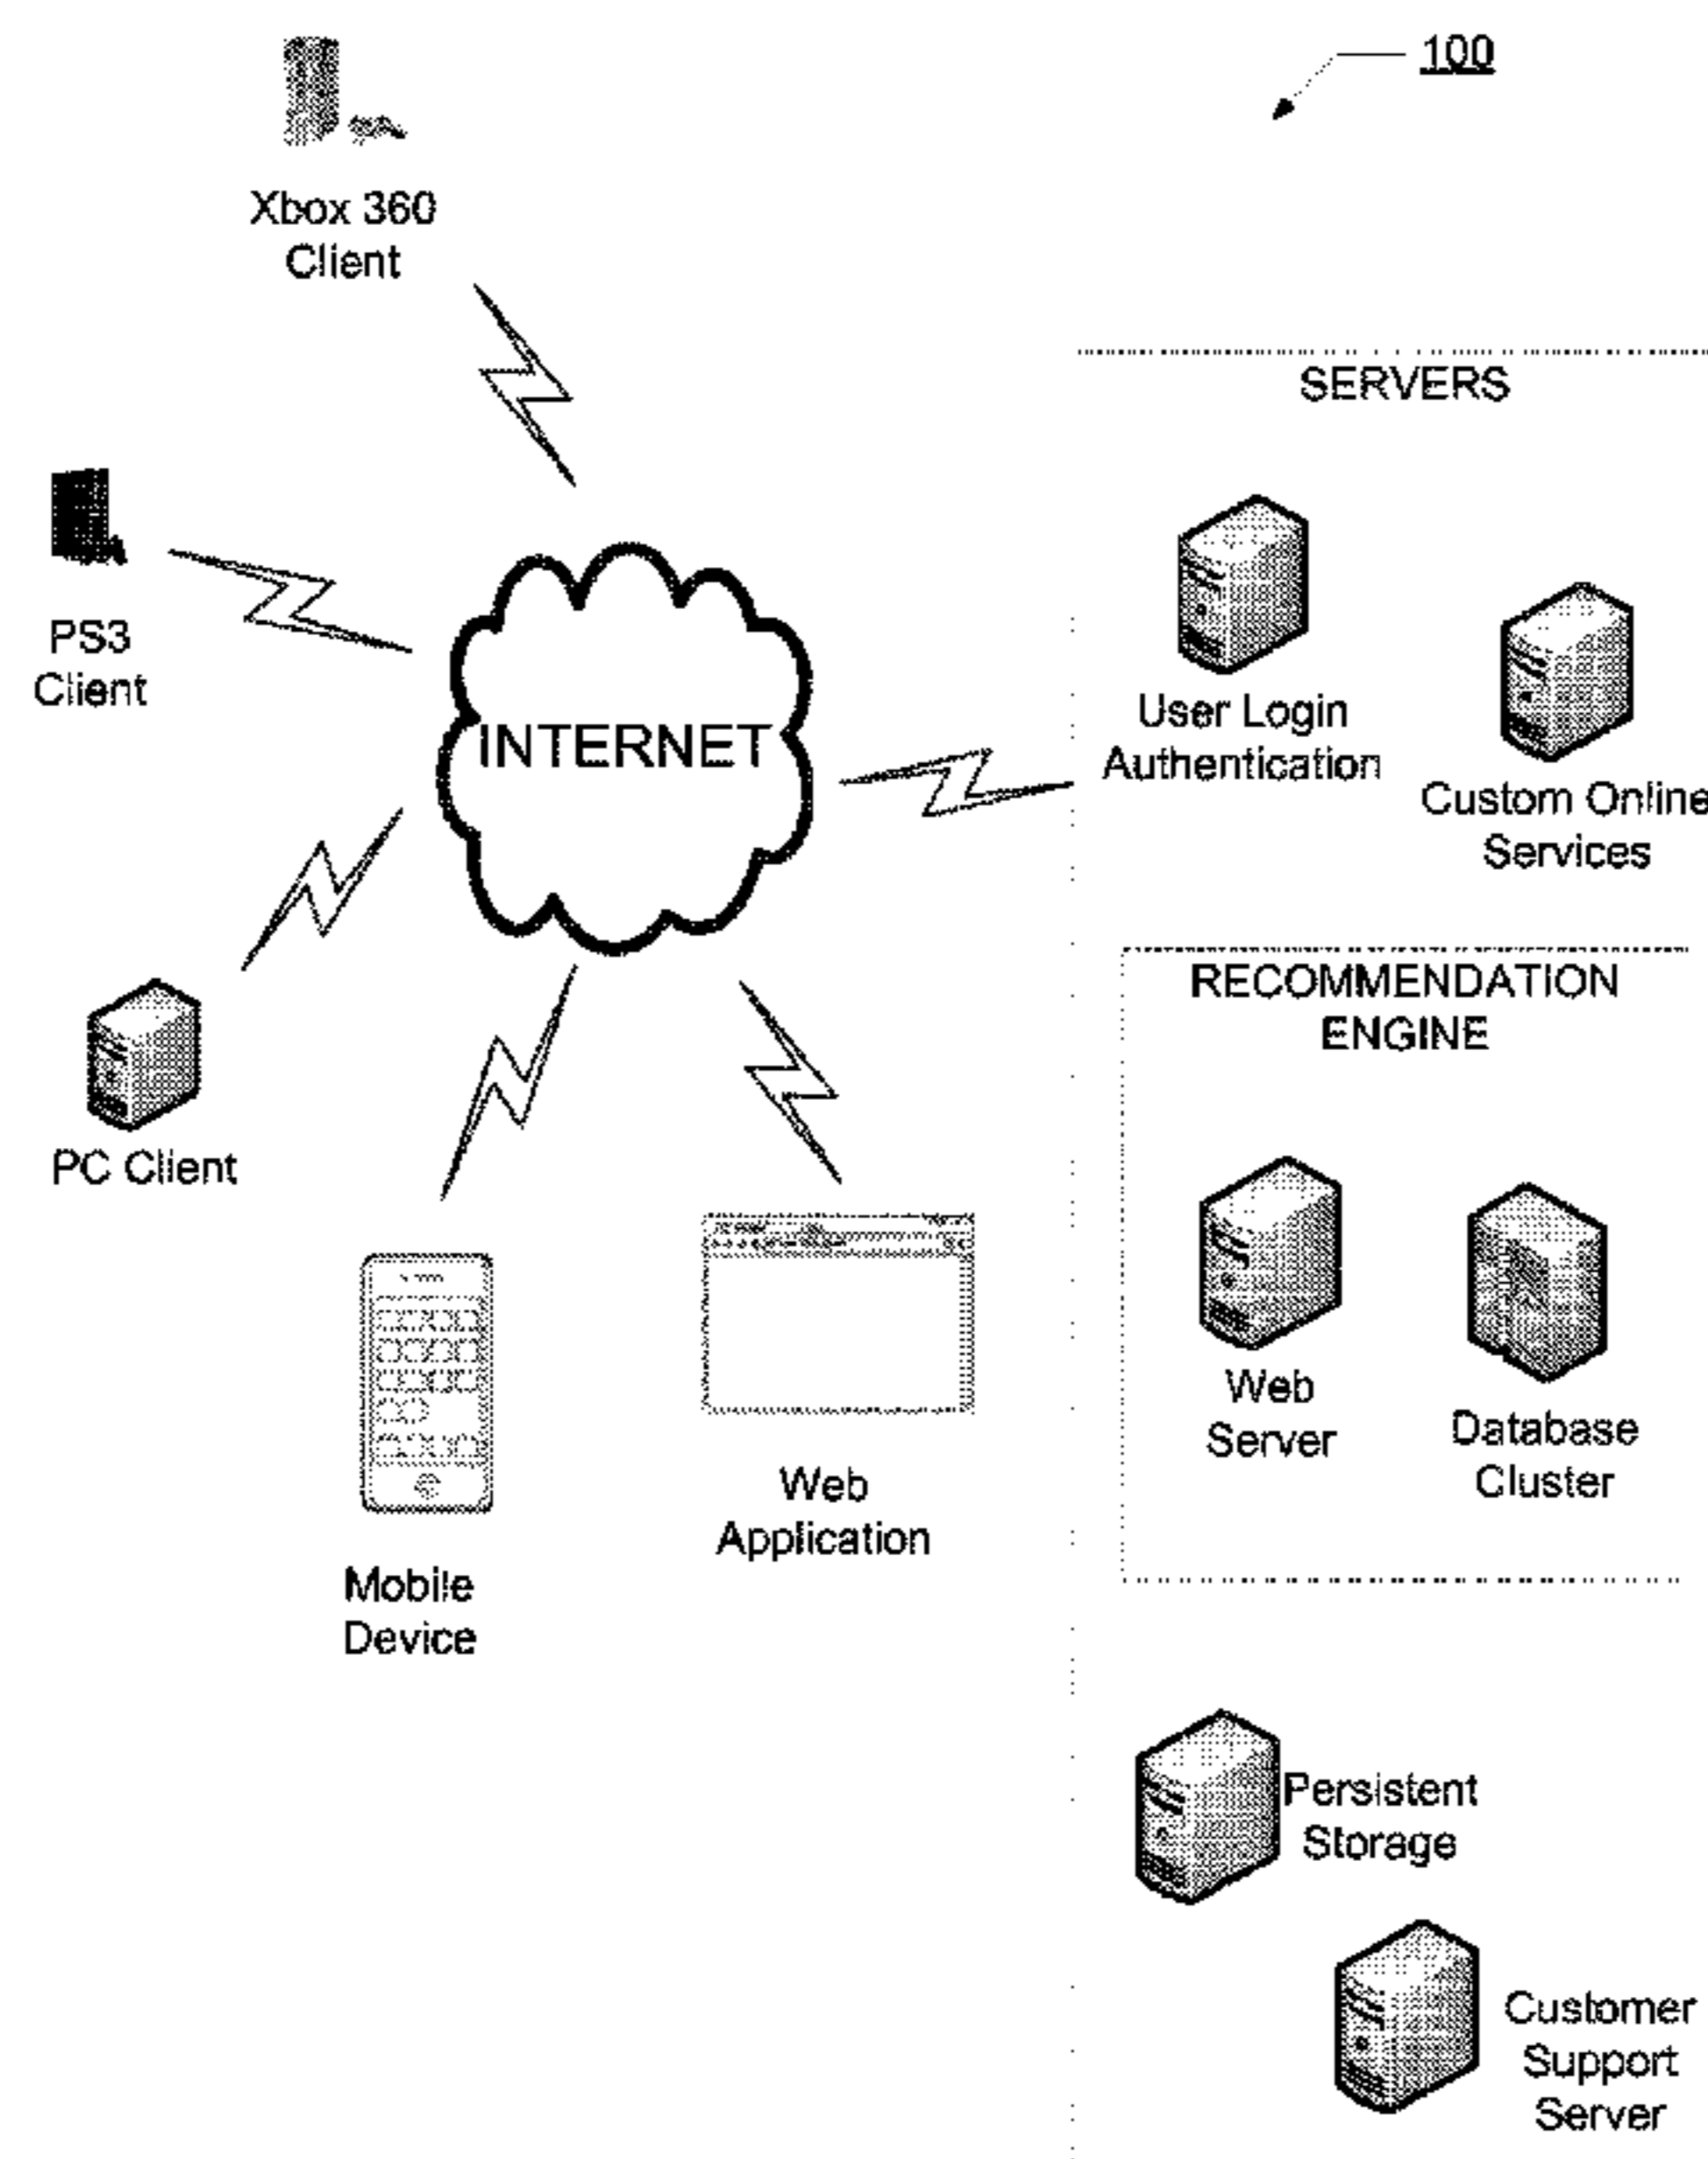 100
Xbox 360
Client
SERVERS
PS3
Client
INTERNET
User Login
Authentication
Custom Online
Services
RECOMMENDATION
ENGINE
PC Client
Web
Server
Database
Cluster
Web
Application
Mobile
Device
Persistent
Storage
Customer
Support
Server